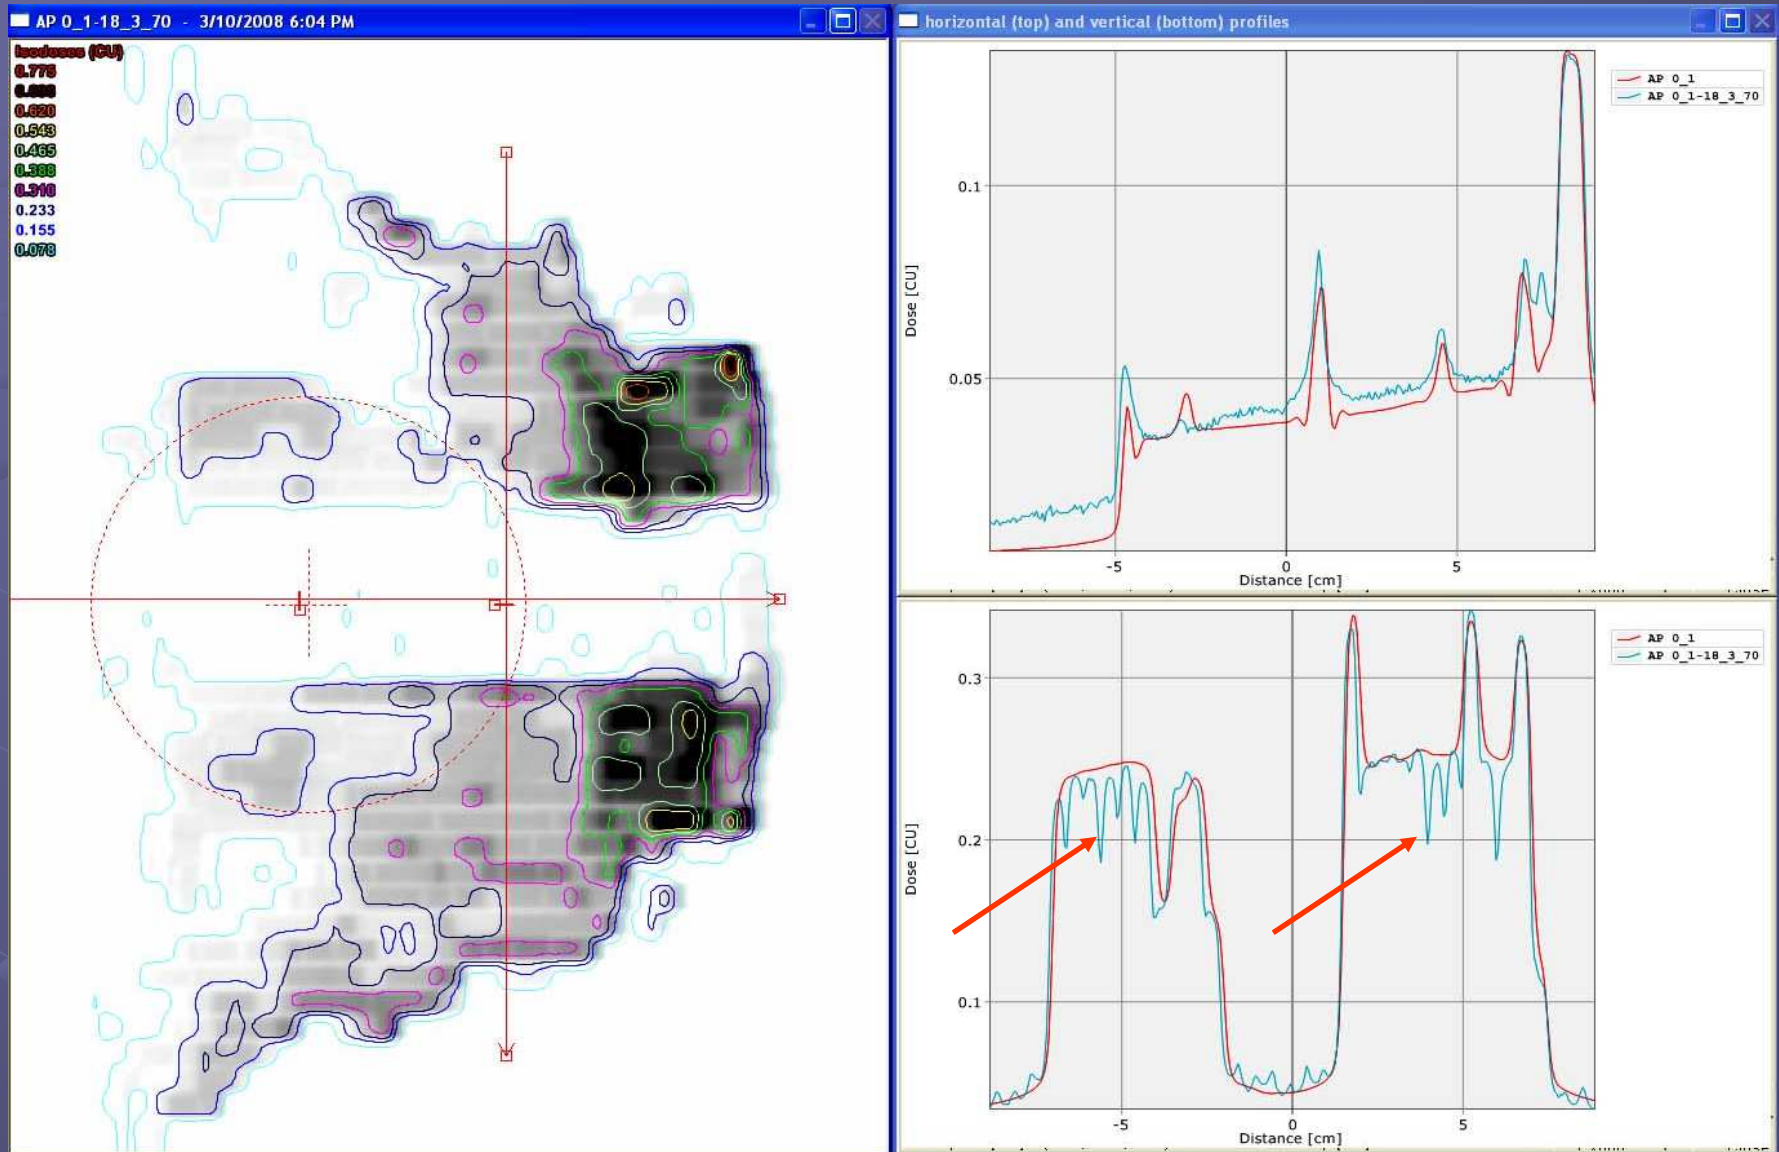 AP 0_1-18_3_70 - 3/10/2008 6:04 PM
Isodoses (CU)
0.775
0.620
0.543
0.465
0.388
0.310
0.233
0.155
0.078
horizontal (top) and vertical (bottom) profiles
AP 0_1
AP 0_1-18_3_70
0.1
0.05
Dose [CU]
-5
0
5
Distance [cm]
AP 0_1
AP 0_1-18_3_70
0.3
0.2
0.1
Dose [CU]
-5
0
5
Distance [cm]